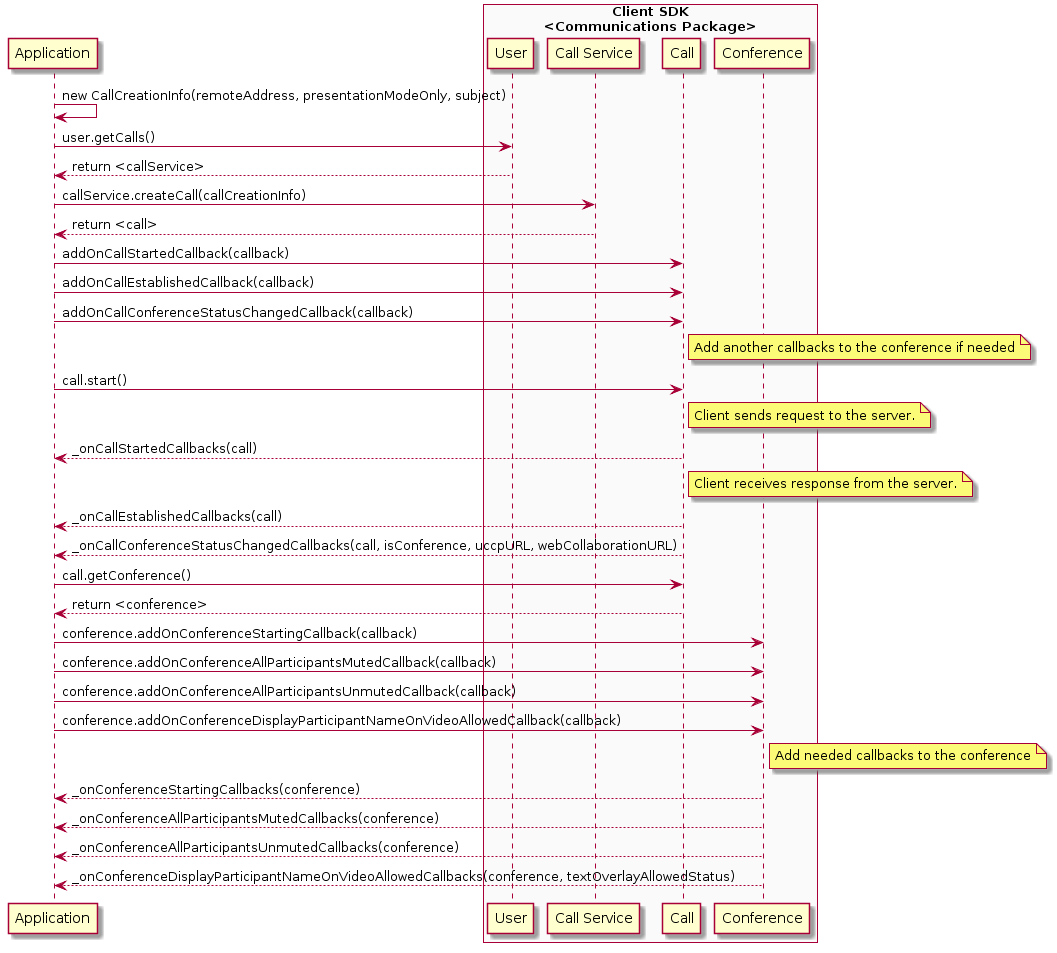 Client SDK
<Communications Package>
Application
User
Call Service
Call
Conference
new CallCreationInfo(remoteAddress, presentationModeOnly, subject)
user.getCalls()
return <callService>
callService.createCall(callCreationInfo)
return <call>
addOnCallStartedCallback(callback)
addOnCallEstablishedCallback(callback)
addOnCallConferenceStatusChangedCallback(callback)
Add another callbacks to the conference if needed
call.start()
Client sends request to the server.
_onCallStartedCallbacks(call)
Client receives response from the server.
_onCallEstablishedCallbacks(call)
_onCallConferenceStatusChangedCallbacks(call, isConference, uccpURL, webCollaborationURL)
call.getConference()
return <conference>
conference.addOnConferenceStartingCallback(callback)
conference.addOnConferenceAllParticipantsMutedCallback(callback)
conference.addOnConferenceAllParticipantsUnmutedCallback(callback)
conference.addOnConferenceDisplayParticipantNameOnVideoAllowedCallback(callback)
Add needed callbacks to the conference
_onConferenceStartingCallbacks(conference)
_onConferenceAllParticipantsMutedCallbacks(conference)
_onConferenceAllParticipantsUnmutedCallbacks(conference)
_onConferenceDisplayParticipantNameOnVideoAllowedCallbacks(conference, textOverlayAllowedStatus)
Application
User
Call Service
Call
Conference